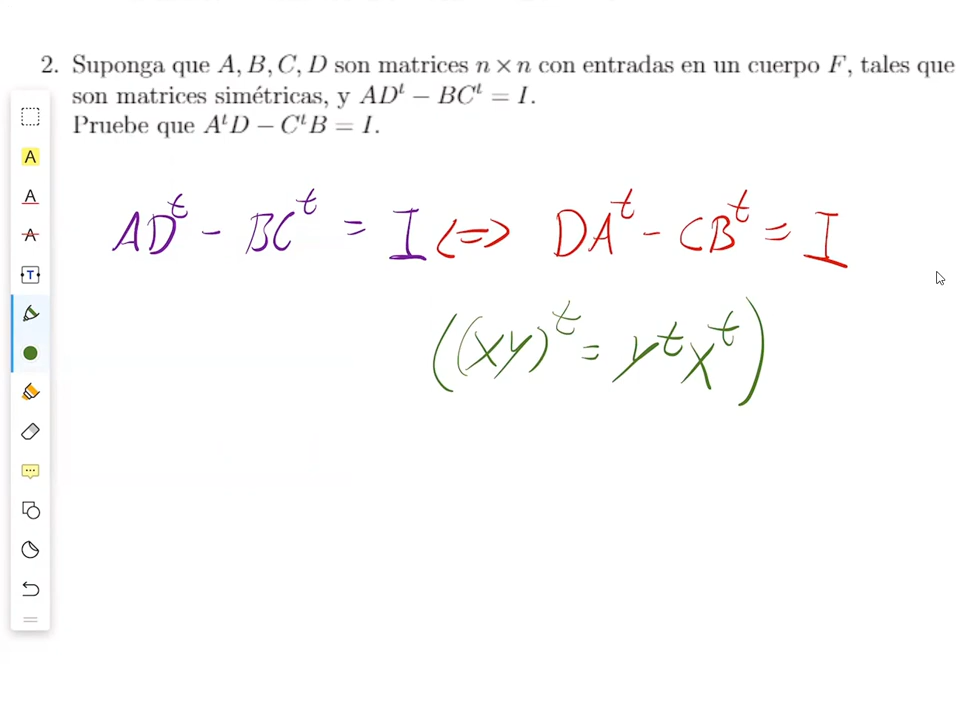 2. Suponga que A, B, C, D son matrices n × n con entradas en un cuerpo F, tales que
son matrices simétricas, y AD^t − BC^t = I.
Pruebe que A^tD − C^tB = I.
AD^t - BC^t = I <=> DA^t - CB^t = I
((xy)^t = y^t x^t)
A
A
A
T